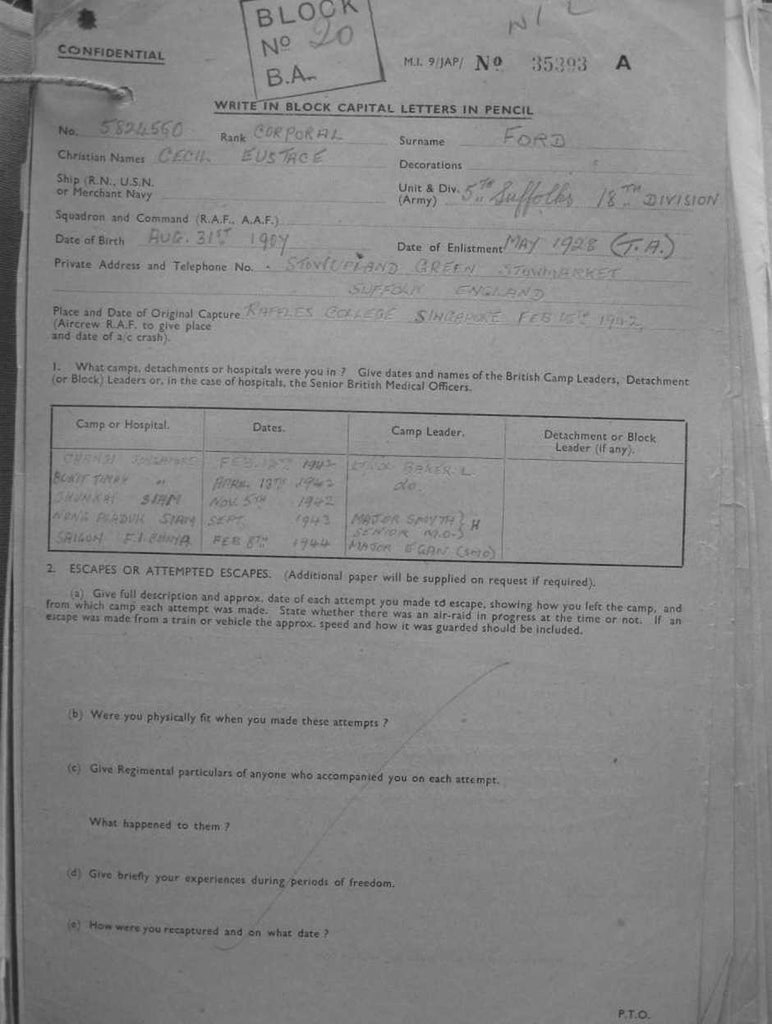 BLOCK
Nº 20
B.A.
NIL
CONFIDENTIAL
M.I. 9/JAP/ Nº 35393 A
WRITE IN BLOCK CAPITAL LETTERS IN PENCIL
No. 5824560 Rank CORPORAL Surname FORD
Christian Names CECIL EUSTACE Decorations
Ship (R.N., U.S.N. or Merchant Navy
Unit & Div. (Army) 5TH Suffolks 18TH DIVISION
Squadron and Command (R.A.F., A.A.F.)
Date of Birth AUG. 31ST Date of Enlistment MAY 1928 (T.A.)
Private Address and Telephone No. - STOWUPLAND GREEN STOWMARKET
SUFFOLK ENGLAND
Place and Date of Original Capture RAFFLES COLLEGE SINGAPORE FEB 15TH 1942,
(Aircrew R.A.F. to give place
and date of a/c crash).
1. What camps, detachments or hospitals were you in ? Give dates and names of the British Camp Leaders, Detachment
(or Block) Leaders or, in the case of hospitals, the Senior British Medical Officers.
Camp or Hospital. Dates. Camp Leader. Detachment or Block
Leader (if any).
CHANGI SINGAPORE FEB. 1942 BAKER L.
BUKIT TIMAH " APRIL 13TH 1942 do.
CHUNKAI SIAM NOV. 5TH 1942
NONG PLADUK SIAM SEPT. 1943 MAJOR SMYTH } H
SENIOR M.O.
SAIGON F.I. CHINA FEB 8TH 1944 MAJOR EGAN (SMO)
2. ESCAPES OR ATTEMPTED ESCAPES. (Additional paper will be supplied on request if required).
(a) Give full description and approx. date of each attempt you made to escape, showing how you left the camp, and
from which camp each attempt was made. State whether there was an air-raid in progress at the time or not. If an
escape was made from a train or vehicle the approx. speed and how it was guarded should be included.
(b) Were you physically fit when you made these attempts ?
(c) Give Regimental particulars of anyone who accompanied you on each attempt.
What happened to them ?
(d) Give briefly your experiences during periods of freedom.
(e) How were you recaptured and on what date ?
P.T.O.